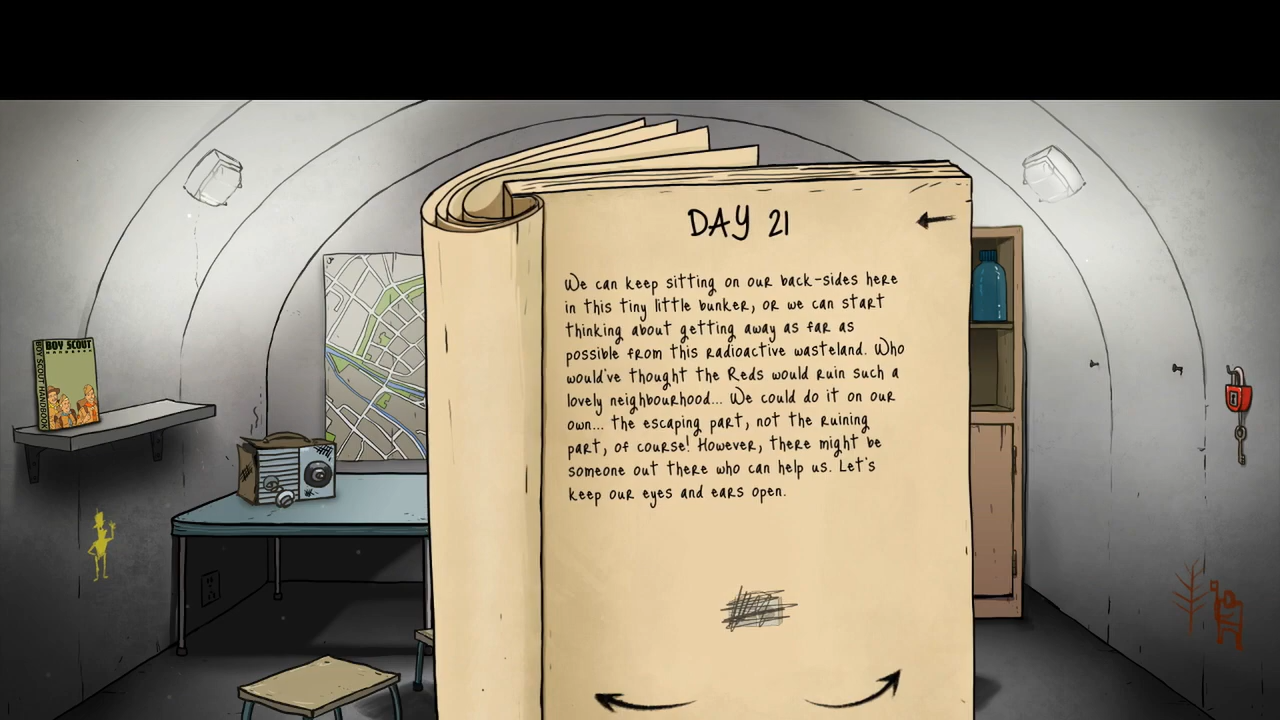 DAY 21
We can keep sitting on our back-sides here
in this tiny little bunker, or we can start
thinking about getting away as far as
possible from this radioactive wasteland. Who
would've thought the Reds would ruin such a
lovely neighbourhood... We could do it on our
own... the escaping part, not the ruining
part, of course! However, there might be
someone out there who can help us. Let's
keep our eyes and ears open.
BOY SCOUT
HANDBOOK
BOY SCOUT HANDBOOK